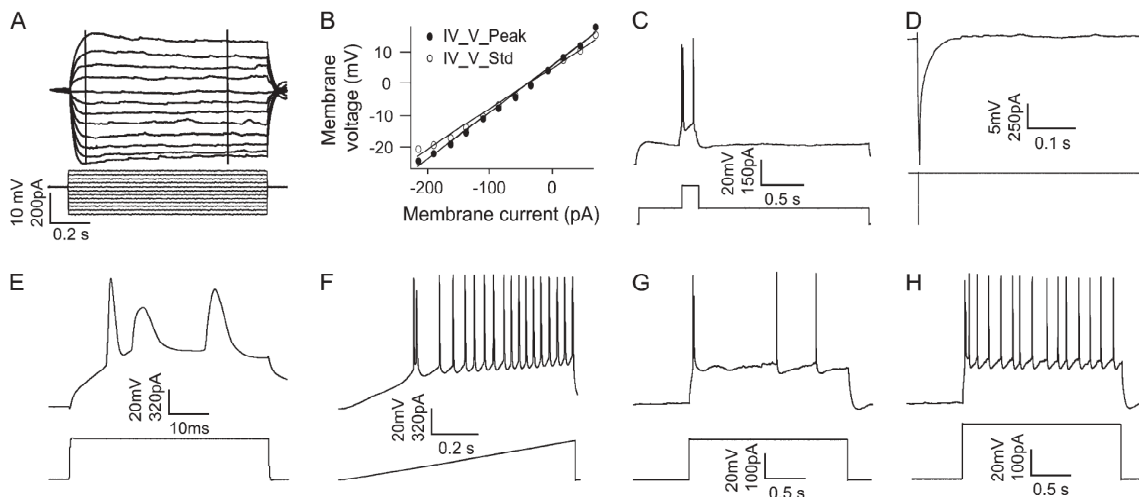 A
10 mV
200pA
0.2 s
B
IV_V_Peak
IV_V_Std
Membrane
voltage (mV)
10
0
-10
-20
-200
-100
0
Membrane current (pA)
C
20mV
150pA
0.5 s
D
5mV
250pA
0.1 s
E
20mV
320pA
10ms
F
20mV
320pA
0.2 s
G
20mV
100pA
0.5 s
H
20mV
100pA
0.5 s